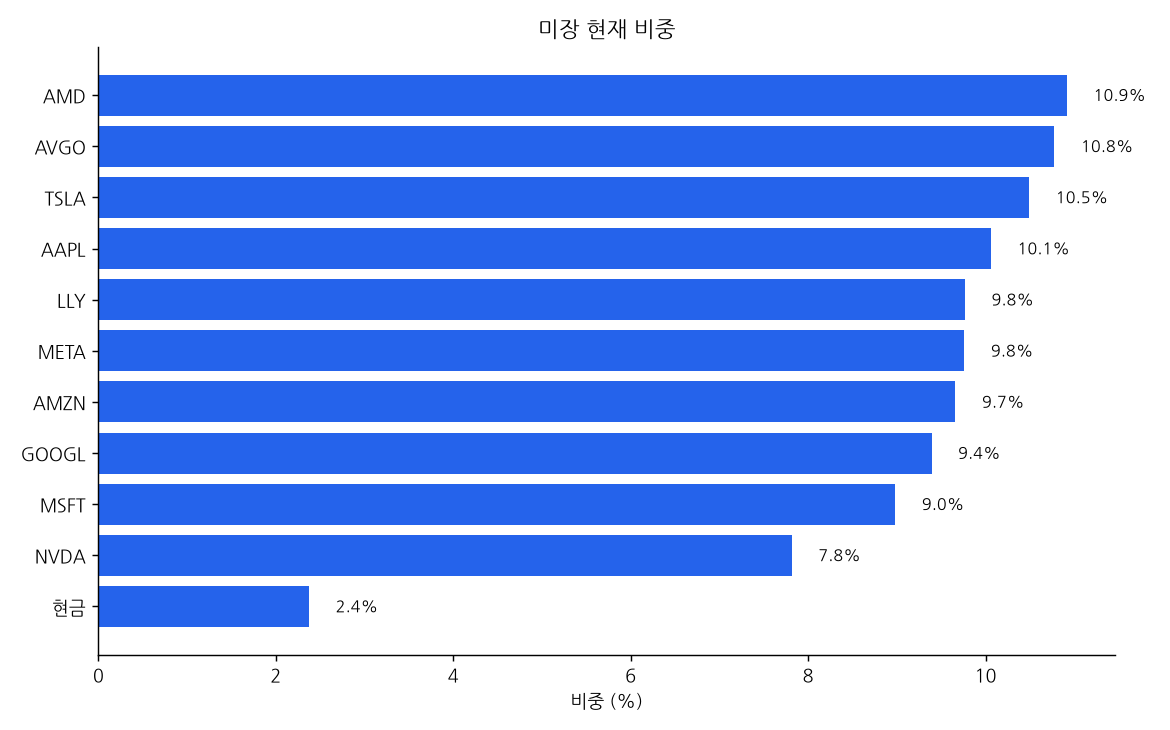 미장 현재 비중
AMD 10.9%
AVGO 10.8%
TSLA 10.5%
AAPL 10.1%
LLY 9.8%
META 9.8%
AMZN 9.7%
GOOGL 9.4%
MSFT 9.0%
NVDA 7.8%
현금 2.4%
0 2 4 6 8 10
비중 (%)